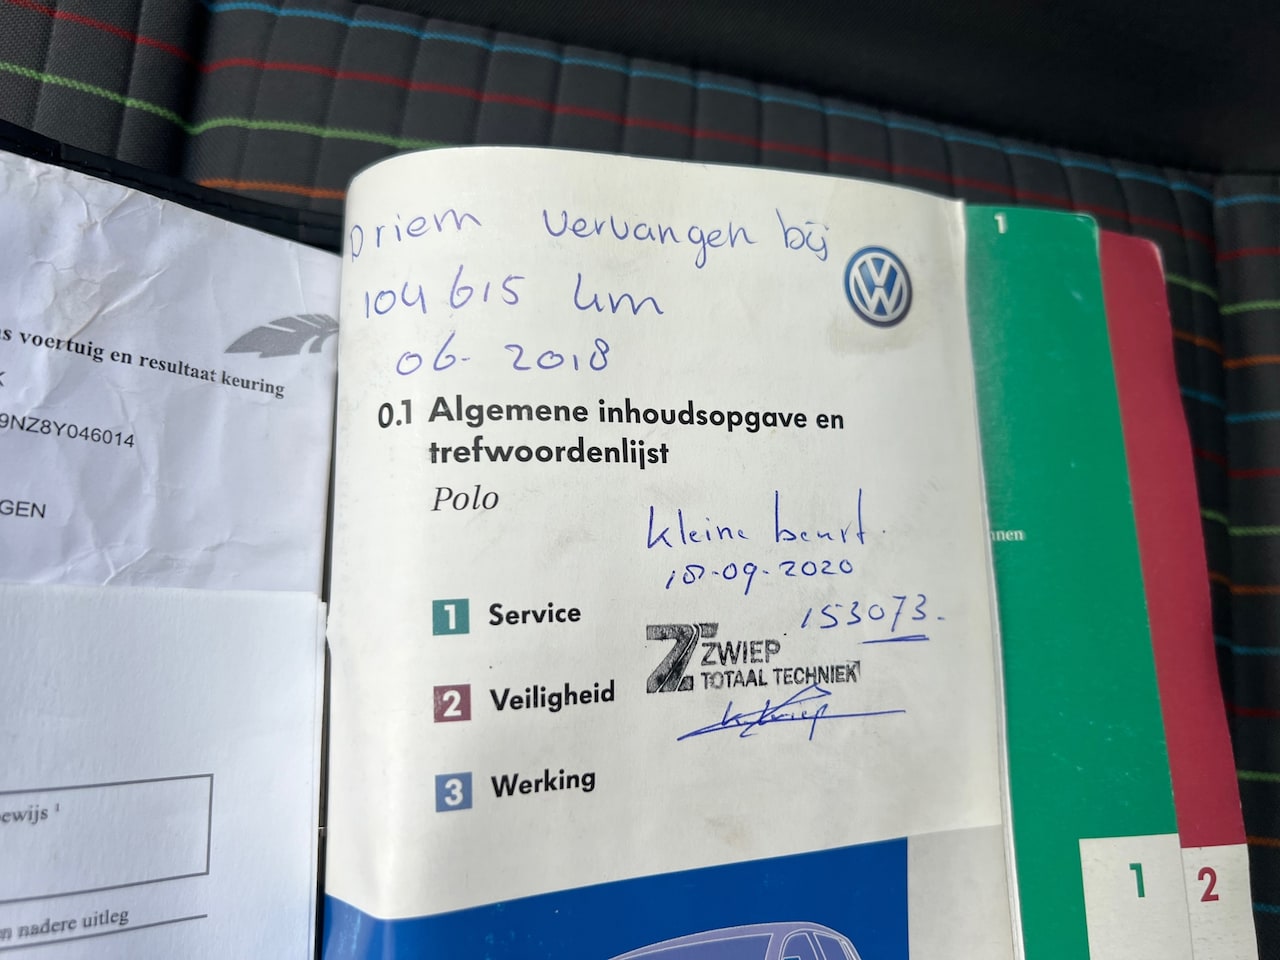 s voertuig en resultaat keuring
K
9NZ8Y046014
GEN
ewijs ¹
n nadere uitleg
Driem vervangen bij
104615 km
06-2018
0.1 Algemene inhoudsopgave en
trefwoordenlijst
Polo
kleine beurt.
18-09-2020
153073.
ZWIEP
TOTAAL TECHNIEK
1 Service
2 Veiligheid
3 Werking
1
nnen
1
2